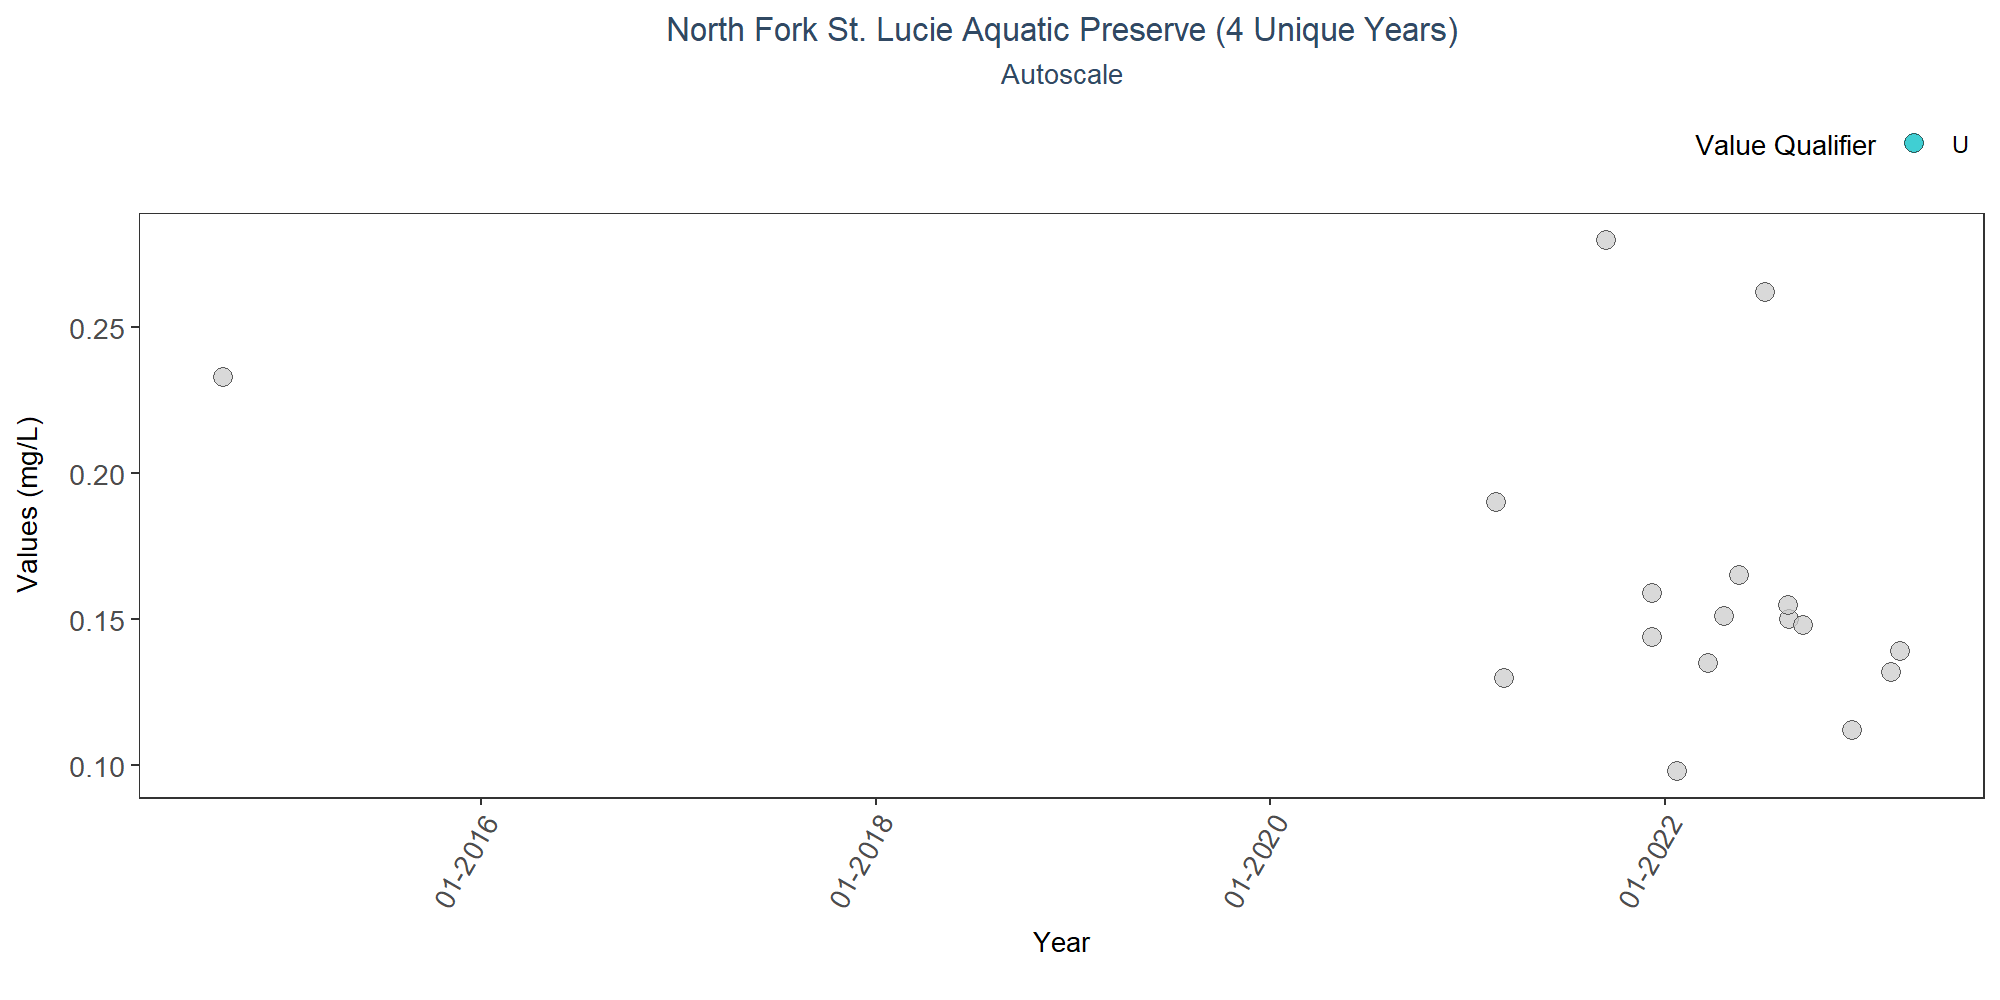 North Fork St. Lucie Aquatic Preserve (4 Unique Years)
Autoscale
Value Qualifier U
Values (mg/L)
0.25
0.20
0.15
0.10
01-2016 01-2018 01-2020 01-2022
Year